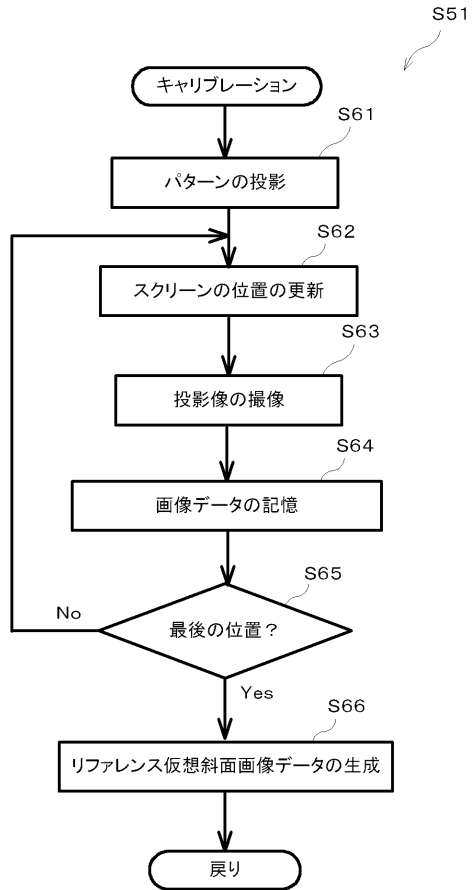 S51
キャリブレーション
S61
パターンの投影
S62
スクリーンの位置の更新
S63
投影像の撮像
S64
画像データの記憶
S65
最後の位置？
No
Yes
S66
リファレンス仮想斜面画像データの生成
戻り